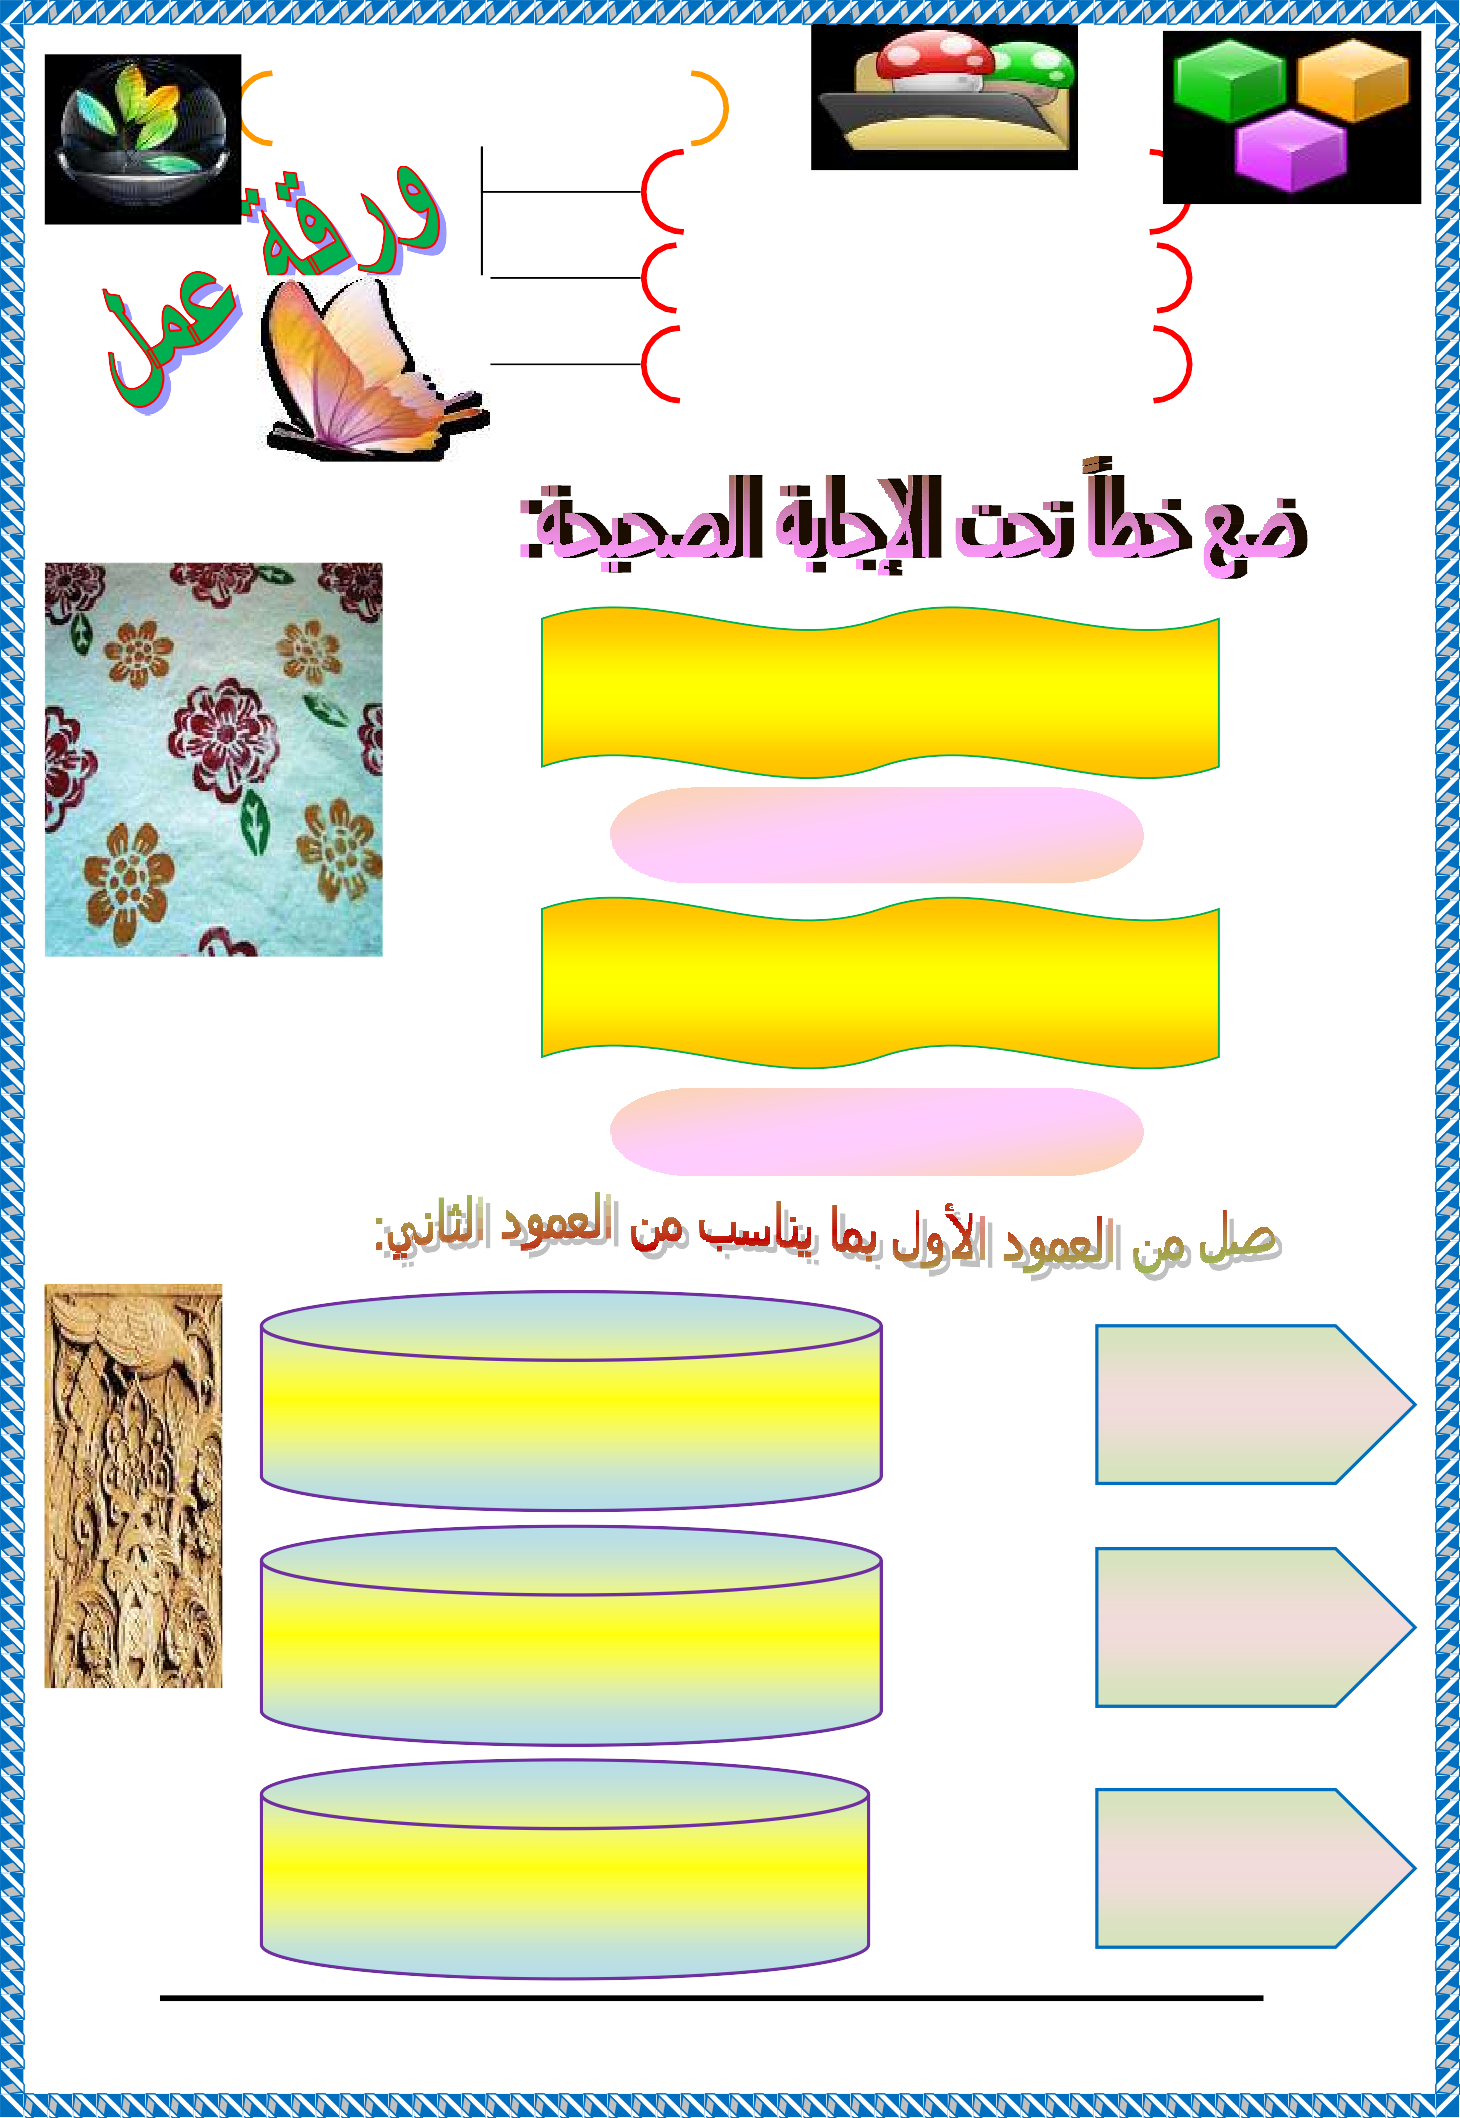 ورقة عمل
ضع خطاً تحت الإجابة الصحيحة:
صل من العمود الأول بما يناسب من العمود الثاني: